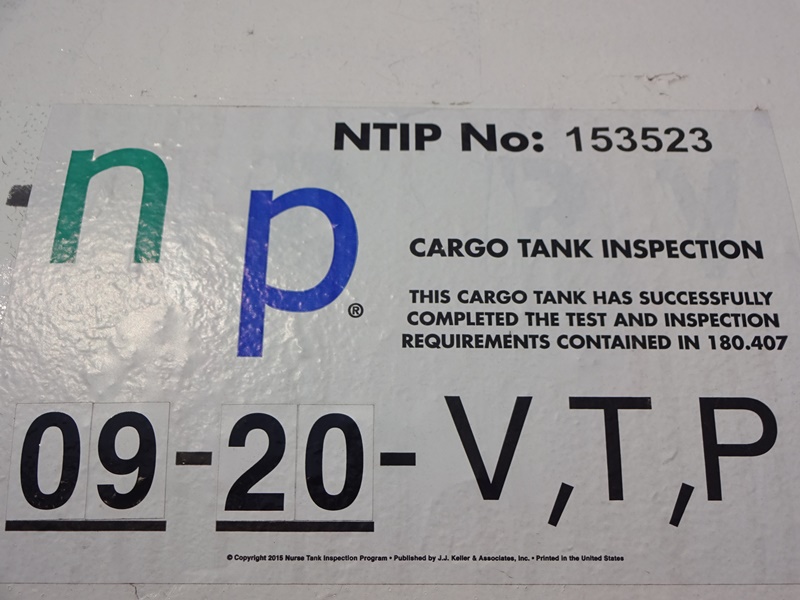 NTIP No: 153523
n p ®
CARGO TANK INSPECTION
THIS CARGO TANK HAS SUCCESSFULLY
COMPLETED THE TEST AND INSPECTION
REQUIREMENTS CONTAINED IN 180.407
09-20-V,T,P
© Copyright 2015 Nurse Tank Inspection Program • Published by J.J. Keller & Associates, Inc. • Printed in the United States